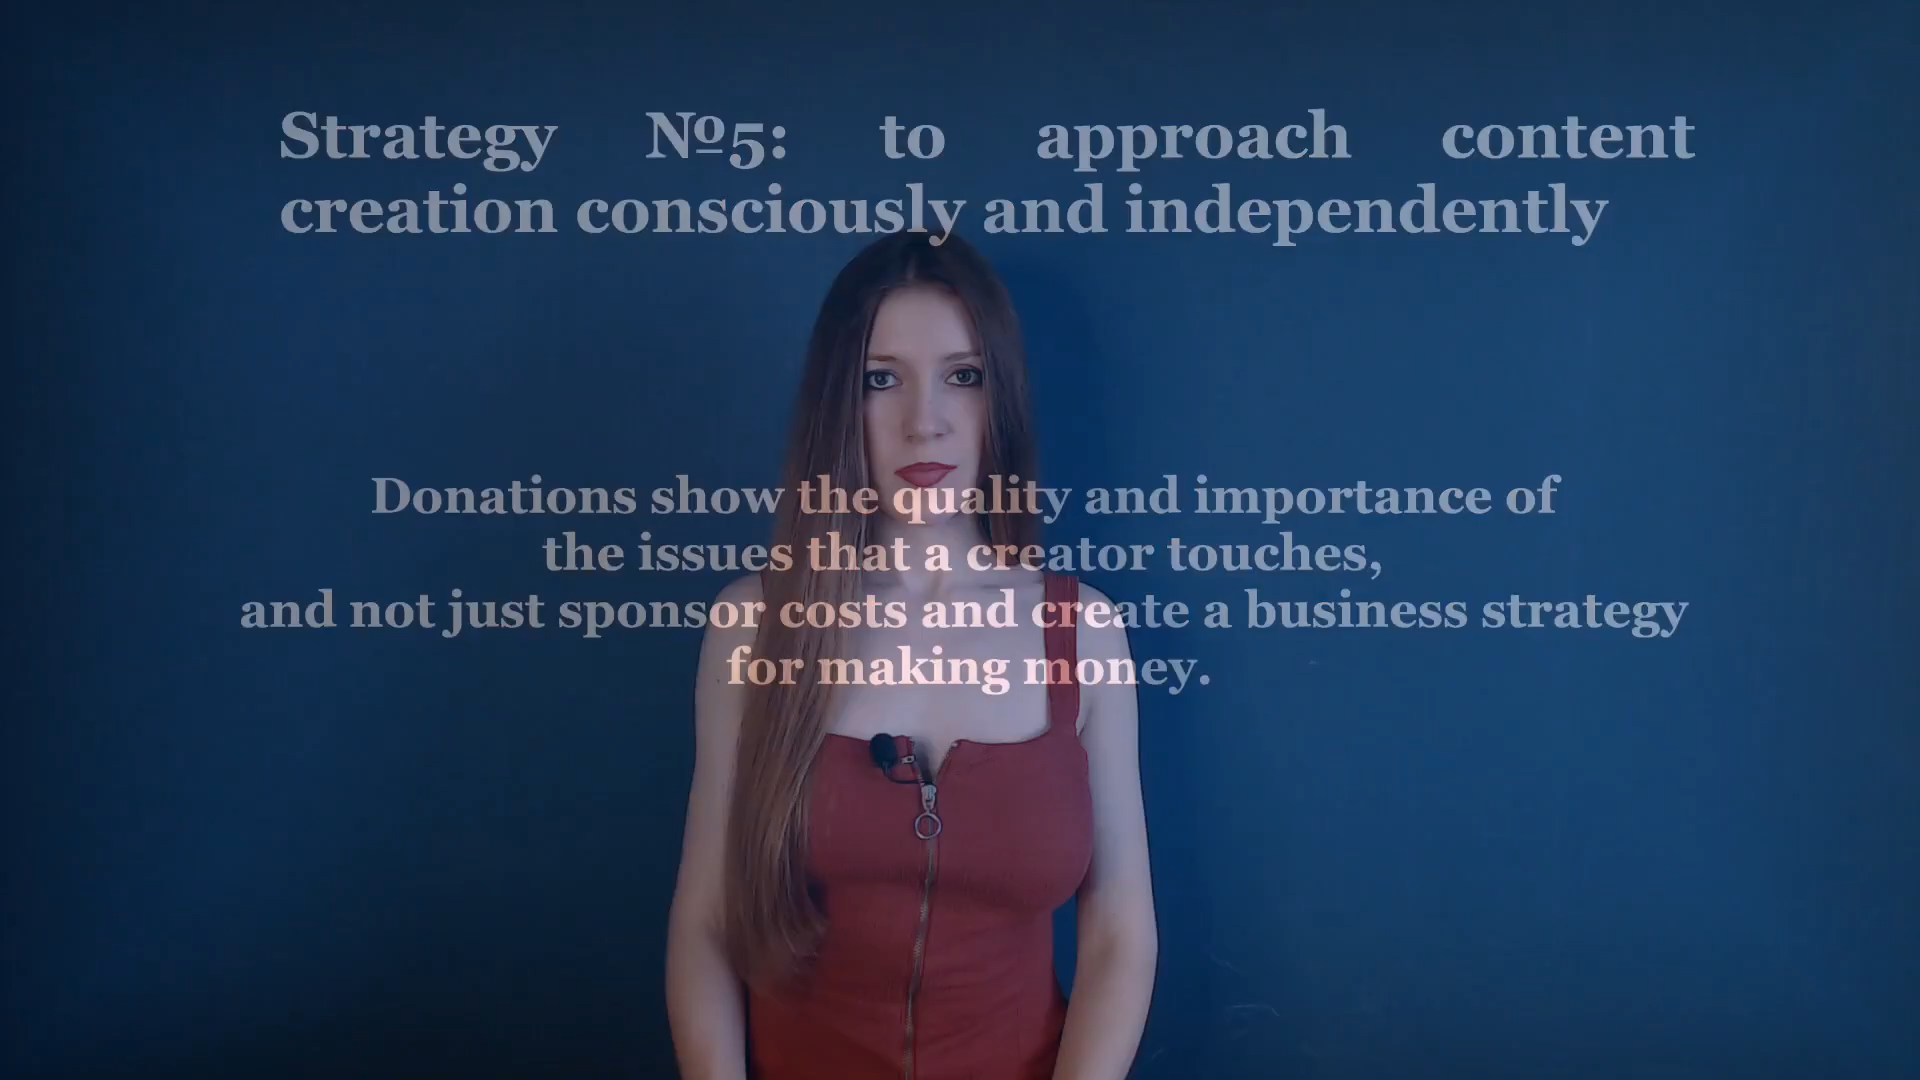 Strategy №5: to approach content
creation consciously and independently
Donations show the quality and importance of
the issues that a creator touches,
and not just sponsor costs and create a business strategy
for making money.